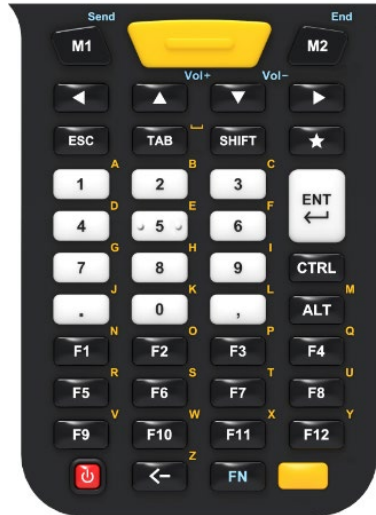 Send End
M1 M2
Vol+ Vol-
ESC TAB SHIFT
A B C
1 2 3 ENT
D E F
4 5 6
G H I
7 8 9 CTRL
J K L M
. 0 , ALT
N O P Q
F1 F2 F3 F4
R S T U
F5 F6 F7 F8
V W X Y
F9 F10 F11 F12
Z
FN